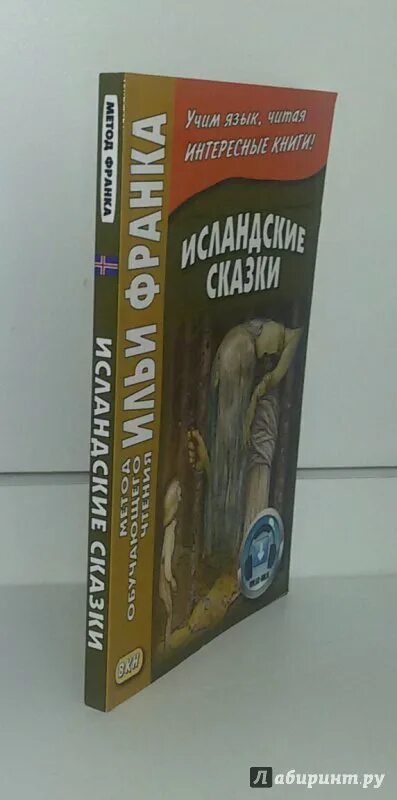 МЕТОД ФРАНКА
ИСЛАНДСКИЕ СКАЗКИ
МЕТОД
ОБУЧАЮЩЕГО
ЧТЕНИЯ
ИЛЬИ ФРАНКА
ВКН
Учим язык, читая
ИНТЕРЕСНЫЕ КНИГИ!
ИСЛАНДСКИЕ
СКАЗКИ
Лабиринт.ру